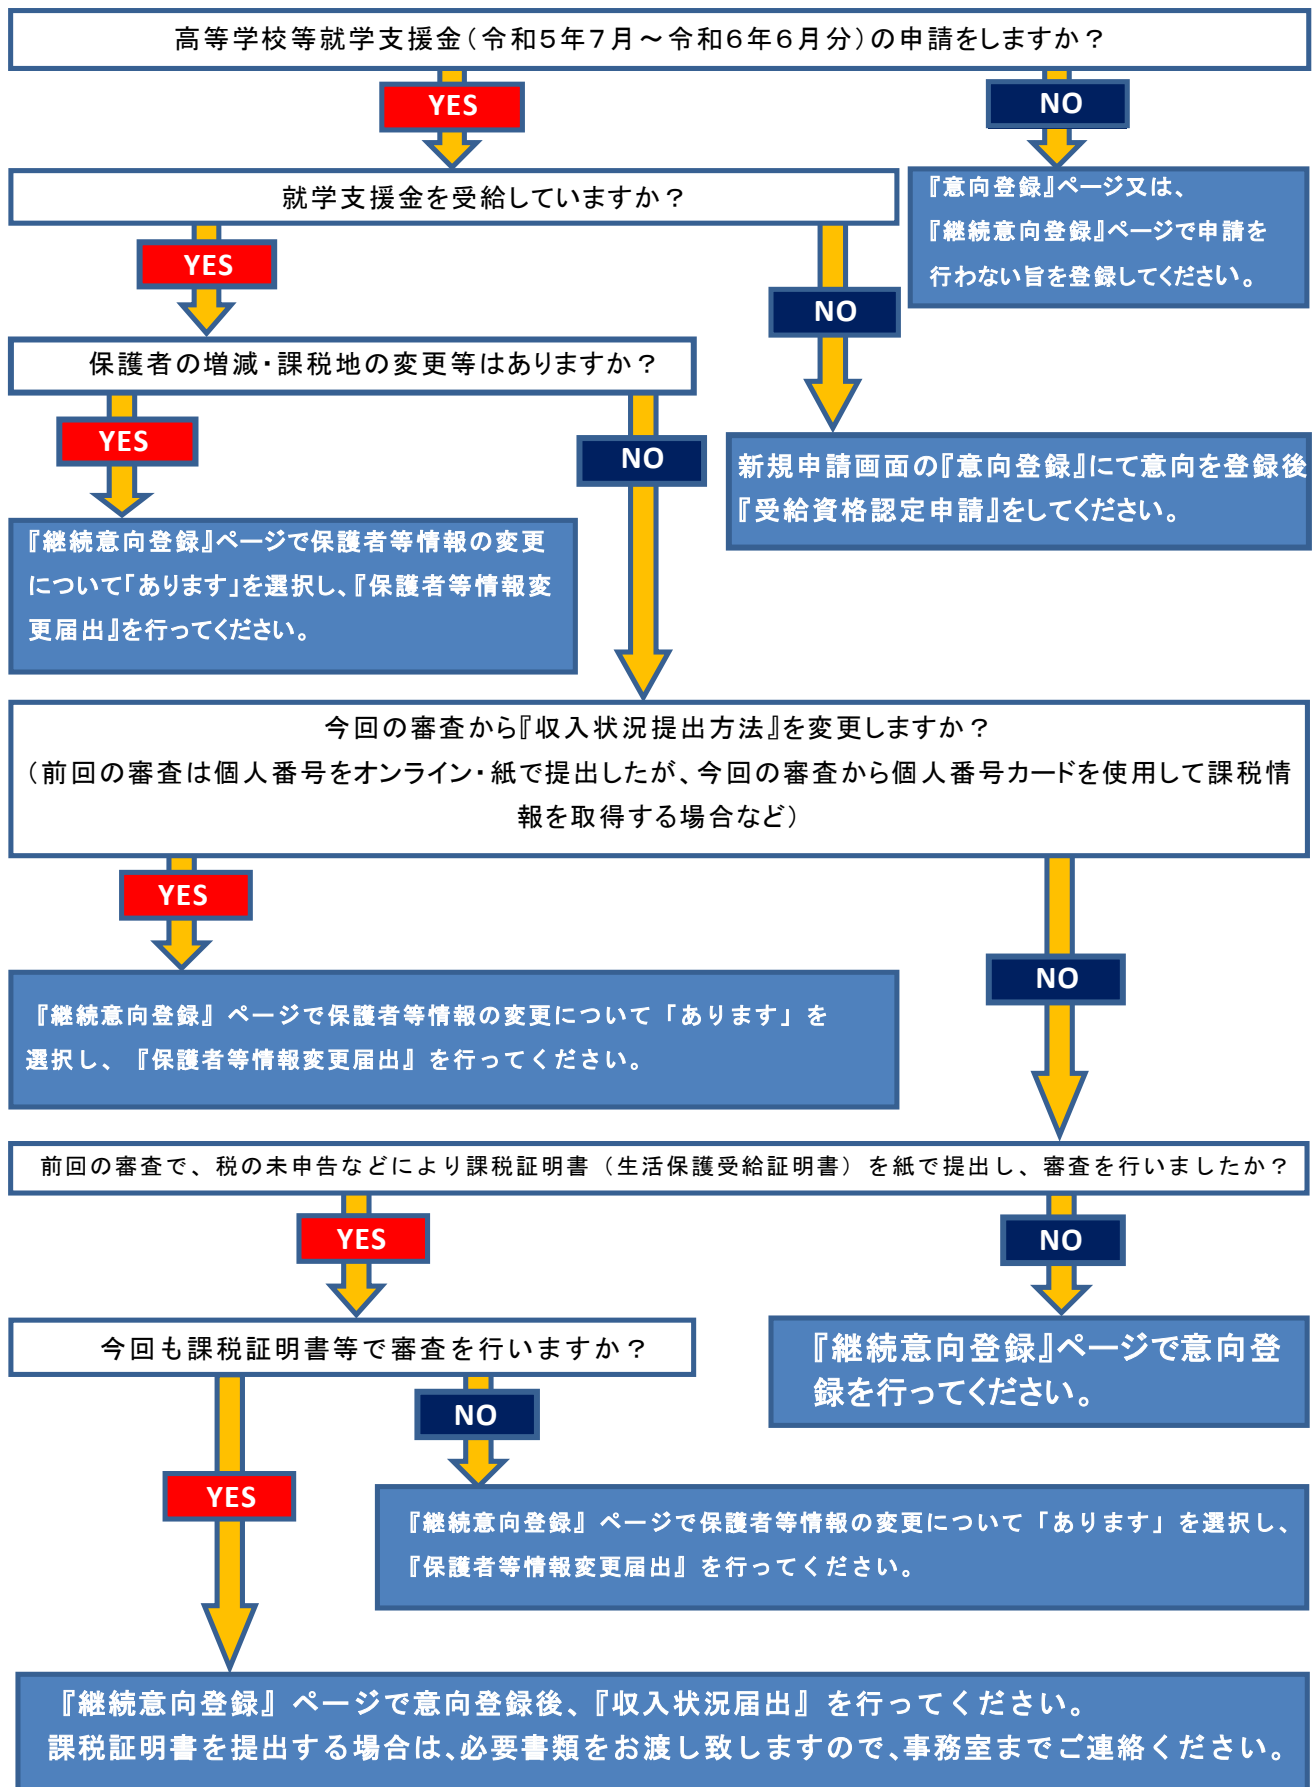 高等学校等就学支援金（令和５年７月～令和６年６月分）の申請をしますか？
YES
NO
就学支援金を受給していますか？
『意向登録』ページ又は、
『継続意向登録』ページで申請を
行わない旨を登録してください。
YES
NO
保護者の増減・課税地の変更等はありますか？
YES
NO
新規申請画面の『意向登録』にて意向を登録後
『受給資格認定申請』をしてください。
『継続意向登録』ページで保護者等情報の変更
について「あります」を選択し、『保護者等情報変
更届出』を行ってください。
今回の審査から『収入状況提出方法』を変更しますか？
（前回の審査は個人番号をオンライン・紙で提出したが、今回の審査から個人番号カードを使用して課税情
報を取得する場合など）
YES
NO
『継続意向登録』ページで保護者等情報の変更について「あります」を
選択し、『保護者等情報変更届出』を行ってください。
前回の審査で、税の未申告などにより課税証明書（生活保護受給証明書）を紙で提出し、審査を行いましたか？
YES
NO
今回も課税証明書等で審査を行いますか？
『継続意向登録』ページで意向登
録を行ってください。
NO
YES
『継続意向登録』ページで保護者等情報の変更について「あります」を選択し、
『保護者等情報変更届出』を行ってください。
『継続意向登録』ページで意向登録後、『収入状況届出』を行ってください。
課税証明書を提出する場合は、必要書類をお渡し致しますので、事務室までご連絡ください。